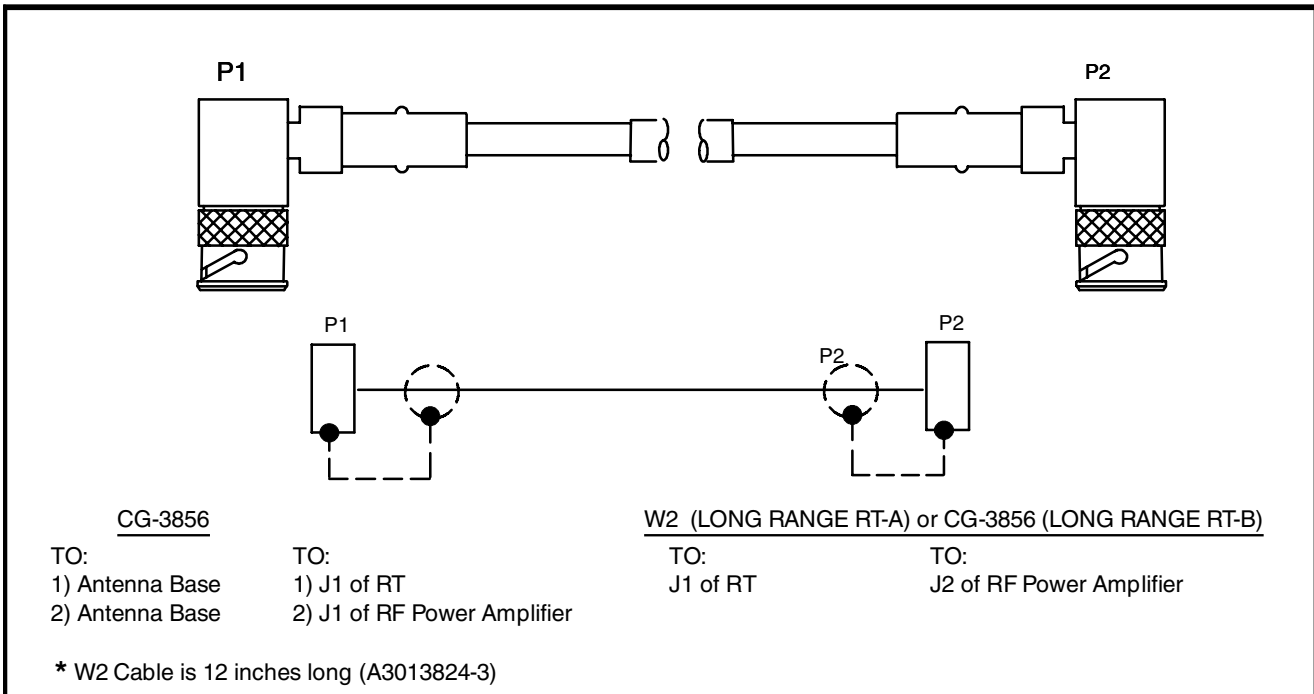 P1
P2
P1
P2
P2
CG-3856
W2 (LONG RANGE RT-A) or CG-3856 (LONG RANGE RT-B)
TO:
TO:
TO:
TO:
1) Antenna Base
1) J1 of RT
J1 of RT
J2 of RF Power Amplifier
2) Antenna Base
2) J1 of RF Power Amplifier
* W2 Cable is 12 inches long (A3013824-3)